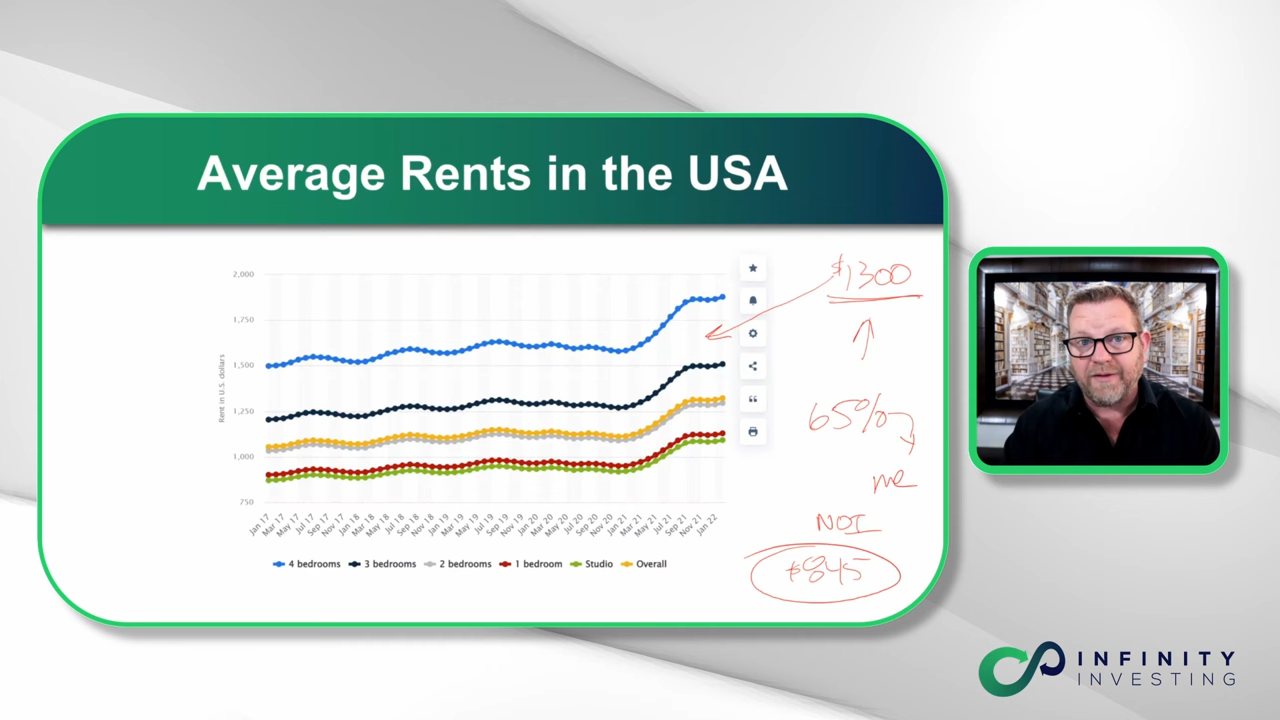 Average Rents in the USA
2,000
1,750
1,500
1,250
1,000
750
Rent in U.S. dollars
Jan 17
Mar 17
May 17
Jul 17
Sep 17
Nov 17
Jan 18
Mar 18
May 18
Jul 18
Sep 18
Nov 18
Jan 19
Mar 19
May 19
Jul 19
Sep 19
Nov 19
Jan 20
Mar 20
May 20
Jul 20
Sep 20
Nov 20
Jan 21
Mar 21
May 21
Jul 21
Sep 21
Nov 21
Jan 22
4 bedrooms 3 bedrooms 2 bedrooms 1 bedroom Studio Overall
$1300
65%
me
NOI
$845
INFINITY
INVESTING